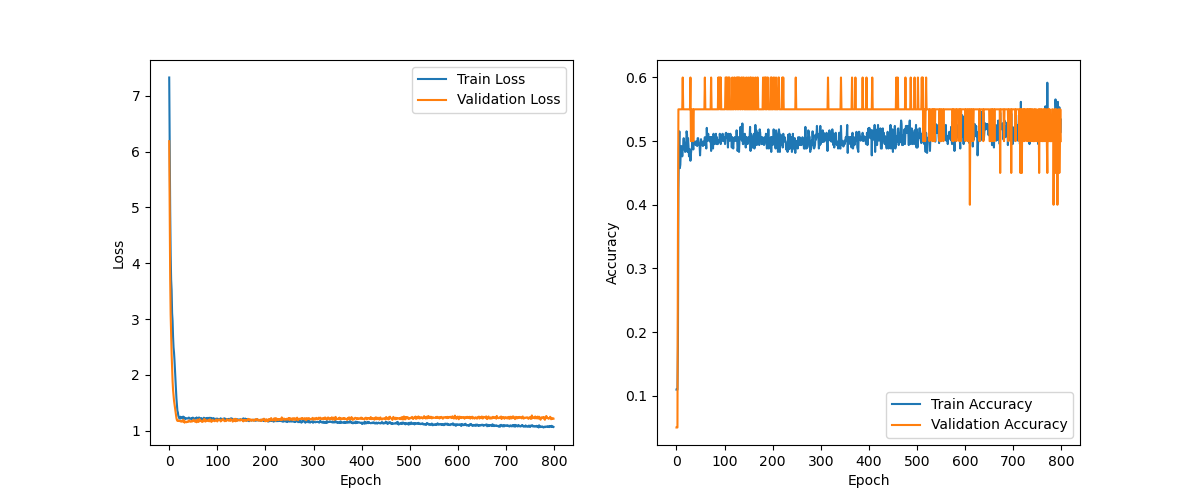 Train Loss
Validation Loss
7
6
5
4
3
2
1
Loss
0 100 200 300 400 500 600 700 800
Epoch
0.6
0.5
0.4
0.3
0.2
0.1
Accuracy
Train Accuracy
Validation Accuracy
0 100 200 300 400 500 600 700 800
Epoch